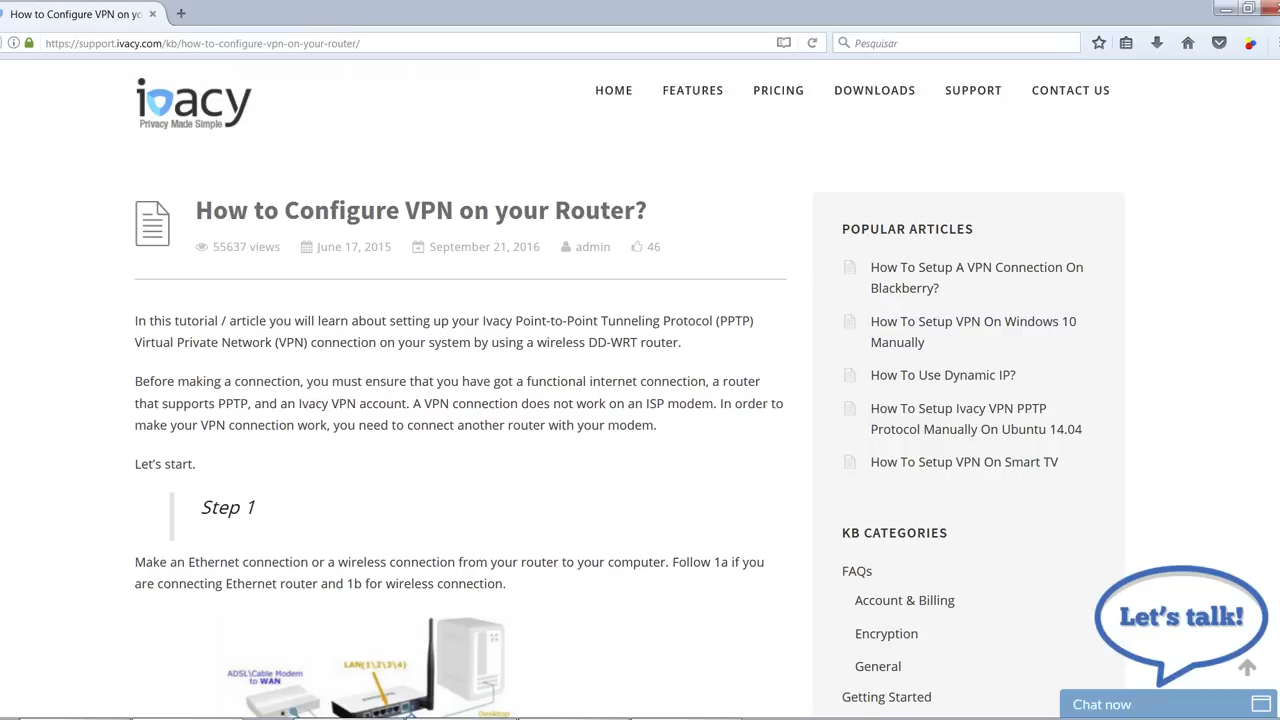 How to Configure VPN on yo
https://support.ivacy.com/kb/how-to-configure-vpn-on-your-router/
Pesquisar
ivacy
Privacy Made Simple
HOME
FEATURES
PRICING
DOWNLOADS
SUPPORT
CONTACT US
How to Configure VPN on your Router?
55637 views
June 17, 2015
September 21, 2016
admin
46
In this tutorial / article you will learn about setting up your Ivacy Point-to-Point Tunneling Protocol (PPTP)
Virtual Private Network (VPN) connection on your system by using a wireless DD-WRT router.
Before making a connection, you must ensure that you have got a functional internet connection, a router
that supports PPTP, and an Ivacy VPN account. A VPN connection does not work on an ISP modem. In order to
make your VPN connection work, you need to connect another router with your modem.
Let's start.
Step 1
Make an Ethernet connection or a wireless connection from your router to your computer. Follow 1a if you
are connecting Ethernet router and 1b for wireless connection.
ADSL\Cable Modem
to WAN
LAN(1\2\3\4)
Desktop
POPULAR ARTICLES
How To Setup A VPN Connection On
Blackberry?
How To Setup VPN On Windows 10
Manually
How To Use Dynamic IP?
How To Setup Ivacy VPN PPTP
Protocol Manually On Ubuntu 14.04
How To Setup VPN On Smart TV
KB CATEGORIES
FAQs
Account & Billing
Encryption
General
Getting Started
Let's talk!
Chat now